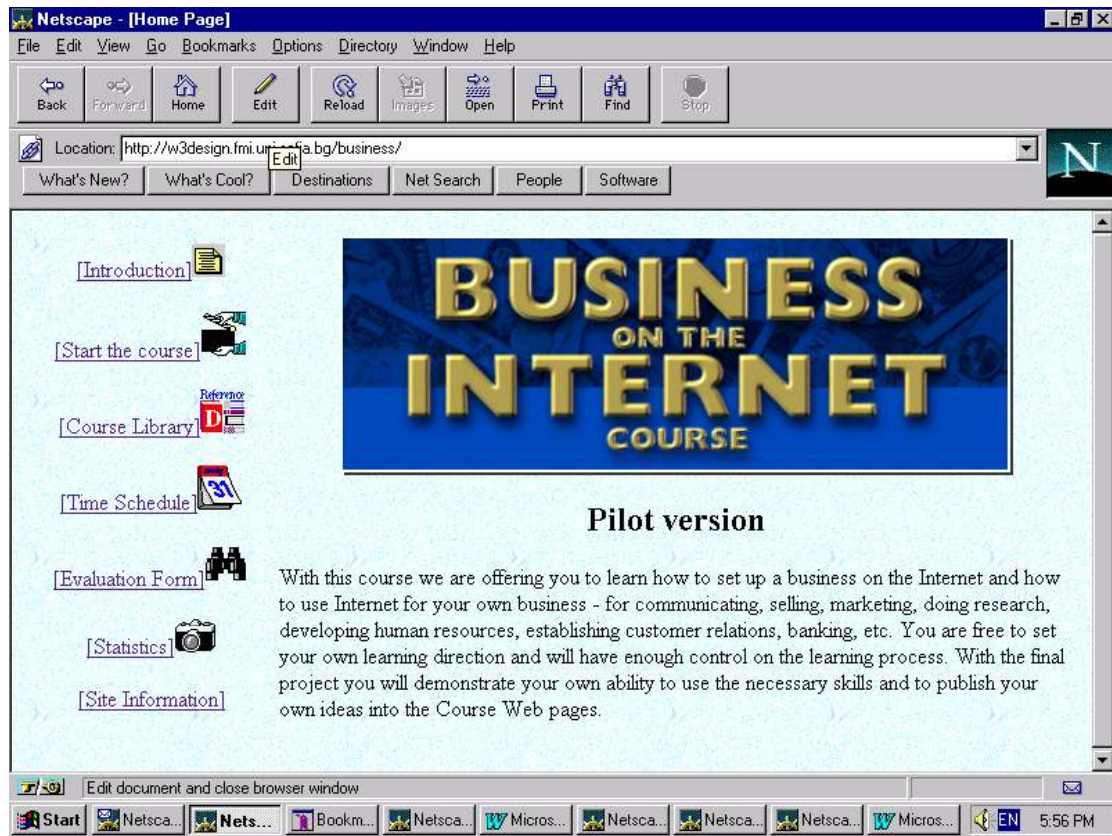 Netscape - [Home Page]
File Edit View Go Bookmarks Options Directory Window Help
Back Forward Home Edit Reload Images Open Print Find Stop
Location: http://w3design.fmi.uni-sofia.bg/business/
Edit
N
What's New? What's Cool? Destinations Net Search People Software
[Introduction]
[Start the course]
Reference
D
[Course Library]
31
[Time Schedule]
[Evaluation Form]
[Statistics]
[Site Information]
BUSINESS
ON THE
INTERNET
COURSE
Pilot version
With this course we are offering you to learn how to set up a business on the Internet and how
to use Internet for your own business - for communicating, selling, marketing, doing research,
developing human resources, establishing customer relations, banking, etc. You are free to set
your own learning direction and will have enough control on the learning process. With the final
project you will demonstrate your own ability to use the necessary skills and to publish your
own ideas into the Course Web pages.
Edit document and close browser window
Start Netsca... Nets... Bookm... Netsca... Micros... Netsca... Netsca... Netsca... Micros... EN 5:56 PM